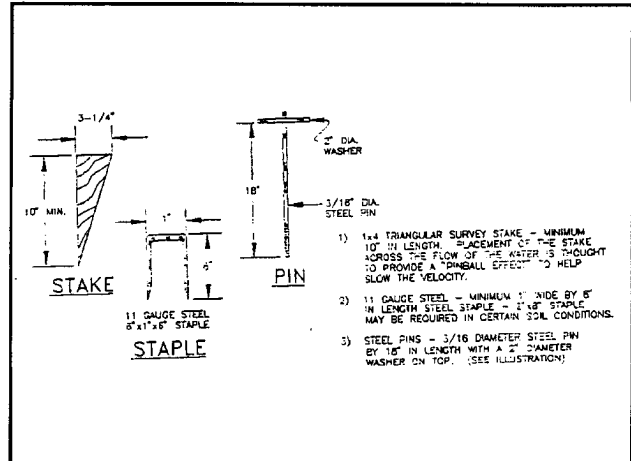 3-1/4"
10" MIN.
STAKE
1"
6"
11 GAUGE STEEL
6"x1"x6" STAPLE
STAPLE
18"
2" DIA.
WASHER
3/16" DIA.
STEEL PIN
PIN
1) 1x4 TRIANGULAR SURVEY STAKE - MINIMUM
10" IN LENGTH. PLACEMENT OF THE STAKE
ACROSS THE FLOW OF THE WATER IS THOUGHT
TO PROVIDE A "PINBALL EFFECT" TO HELP
SLOW THE VELOCITY.
2) 11 GAUGE STEEL - MINIMUM 1" WIDE BY 6"
IN LENGTH STEEL STAPLE - 2"x8" STAPLE
MAY BE REQUIRED IN CERTAIN SOIL CONDITIONS.
3) STEEL PINS - 3/16 DIAMETER STEEL PIN
BY 18" IN LENGTH WITH A 2" DIAMETER
WASHER ON TOP. (SEE ILLUSTRATION)